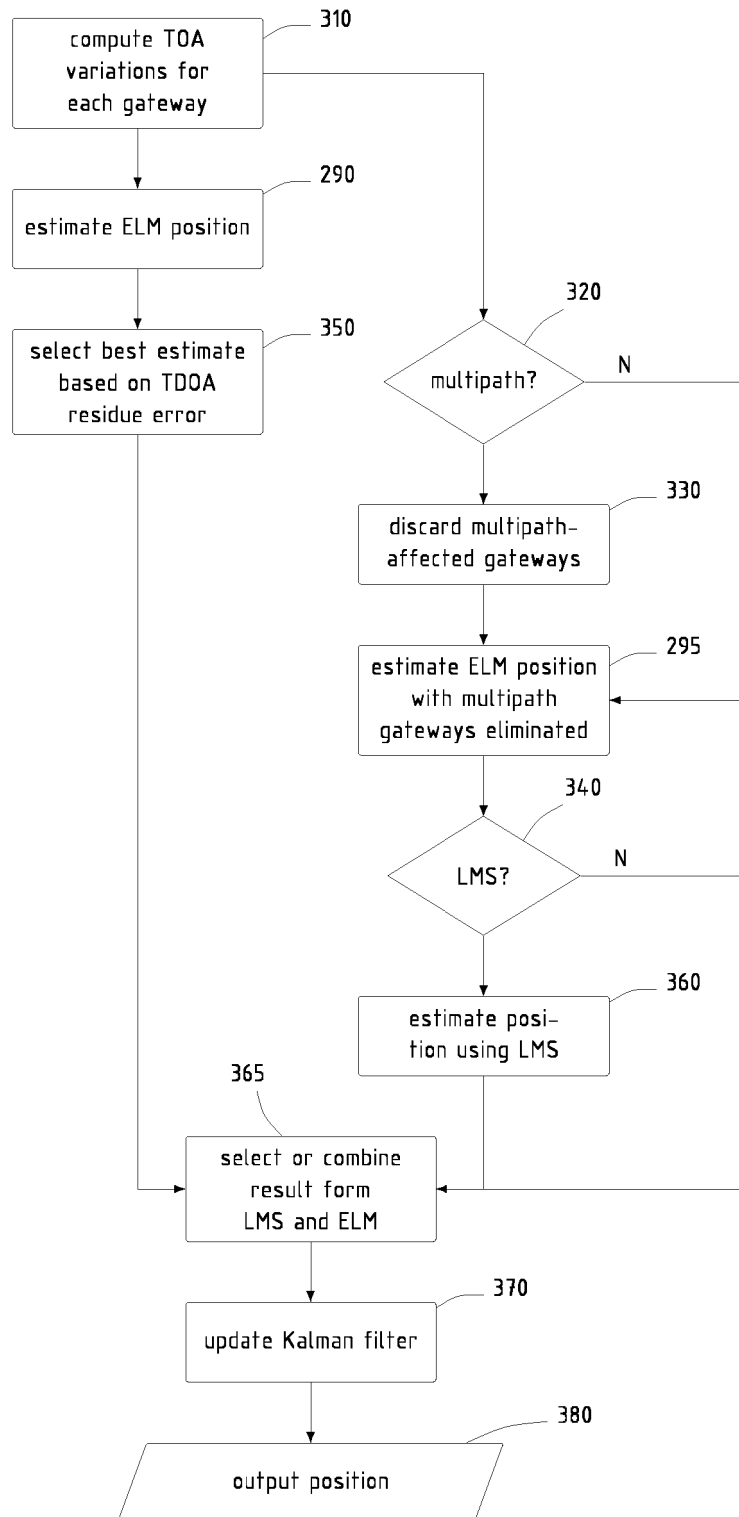 310
compute TOA
variations for
each gateway
290
estimate ELM position
350
select best estimate
based on TDOA
residue error
320
multipath?
N
330
discard multipath-
affected gateways
295
estimate ELM position
with multipath
gateways eliminated
340
LMS?
N
360
estimate posi-
tion using LMS
365
select or combine
result form
LMS and ELM
370
update Kalman filter
380
output position